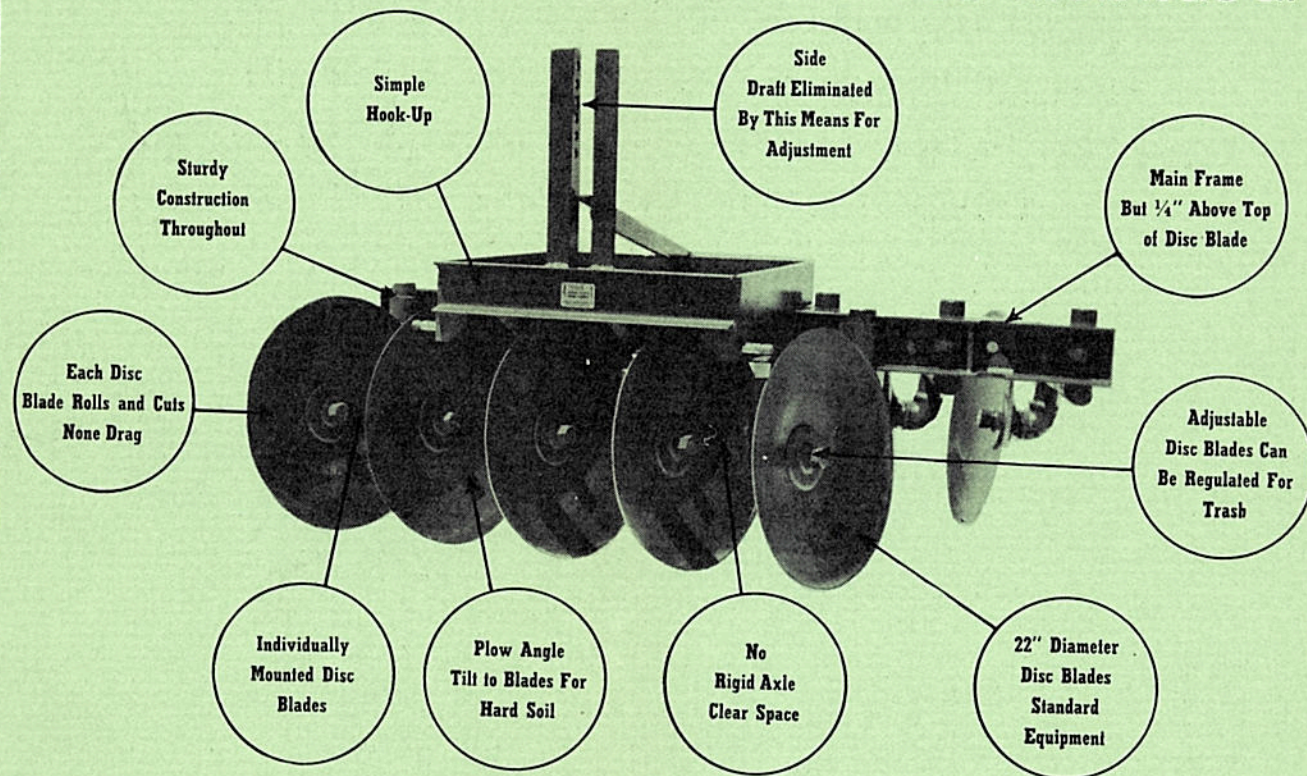 Simple
Hook-Up
Side
Draft Eliminated
By This Means For
Adjustment
Sturdy
Construction
Throughout
Main Frame
But ¼" Above Top
of Disc Blade
Each Disc
Blade Rolls and Cuts
None Drag
Adjustable
Disc Blades Can
Be Regulated For
Trash
Individually
Mounted Disc
Blades
Plow Angle
Tilt to Blades For
Hard Soil
No
Rigid Axle
Clear Space
22" Diameter
Disc Blades
Standard
Equipment